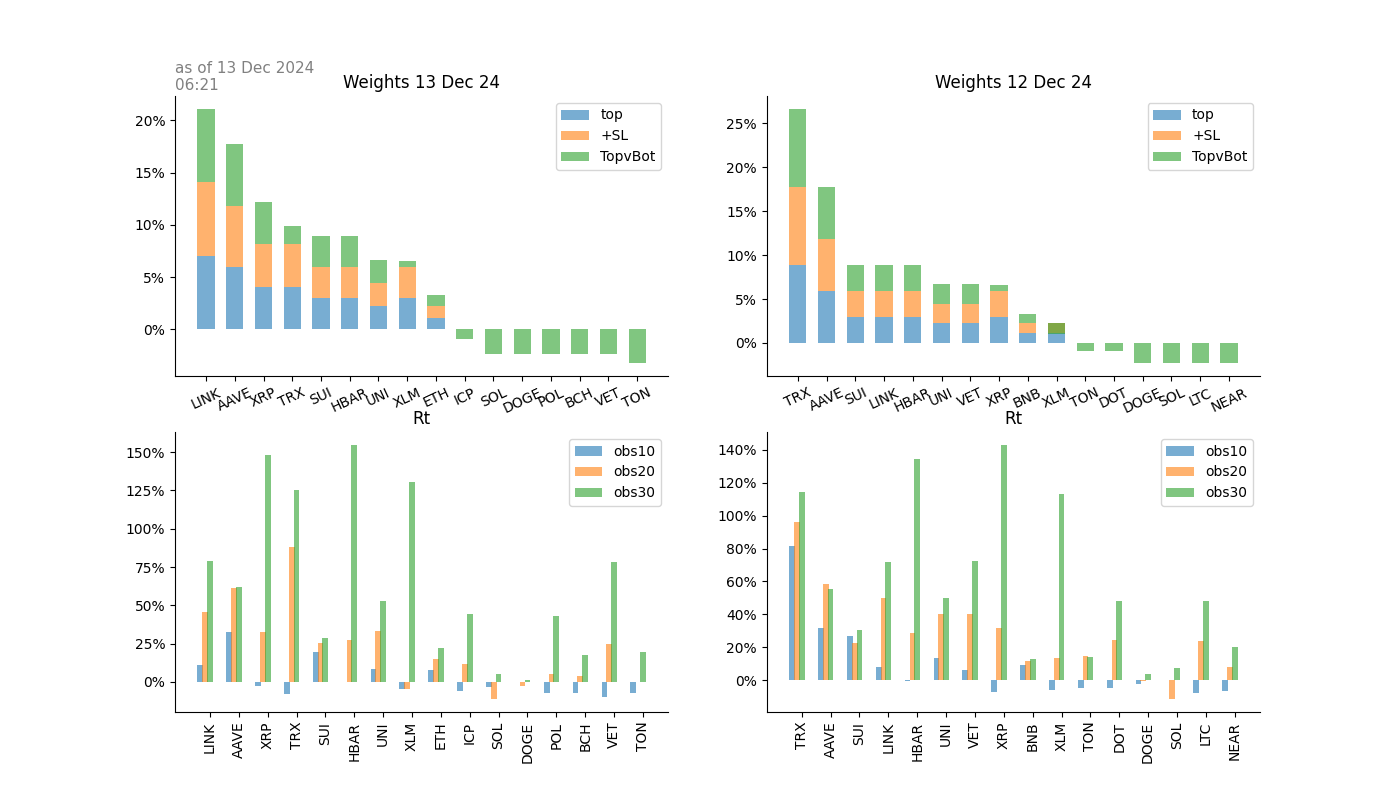 as of 13 Dec 2024
06:21
Weights 13 Dec 24
20%
15%
10%
5%
0%
top
+SL
TopvBot
LINK AAVE XRP TRX SUI HBAR UNI XLM ETH ICP SOL DOGE POL BCH VET TON
Weights 12 Dec 24
25%
20%
15%
10%
5%
0%
top
+SL
TopvBot
TRX AAVE SUI LINK HBAR UNI VET XRP BNB XLM TON DOT DOGE SOL LTC NEAR
Rt
150%
125%
100%
75%
50%
25%
0%
obs10
obs20
obs30
LINK AAVE XRP TRX SUI HBAR UNI XLM ETH ICP SOL DOGE POL BCH VET TON
Rt
140%
120%
100%
80%
60%
40%
20%
0%
obs10
obs20
obs30
TRX AAVE SUI LINK HBAR UNI VET XRP BNB XLM TON DOT DOGE SOL LTC NEAR